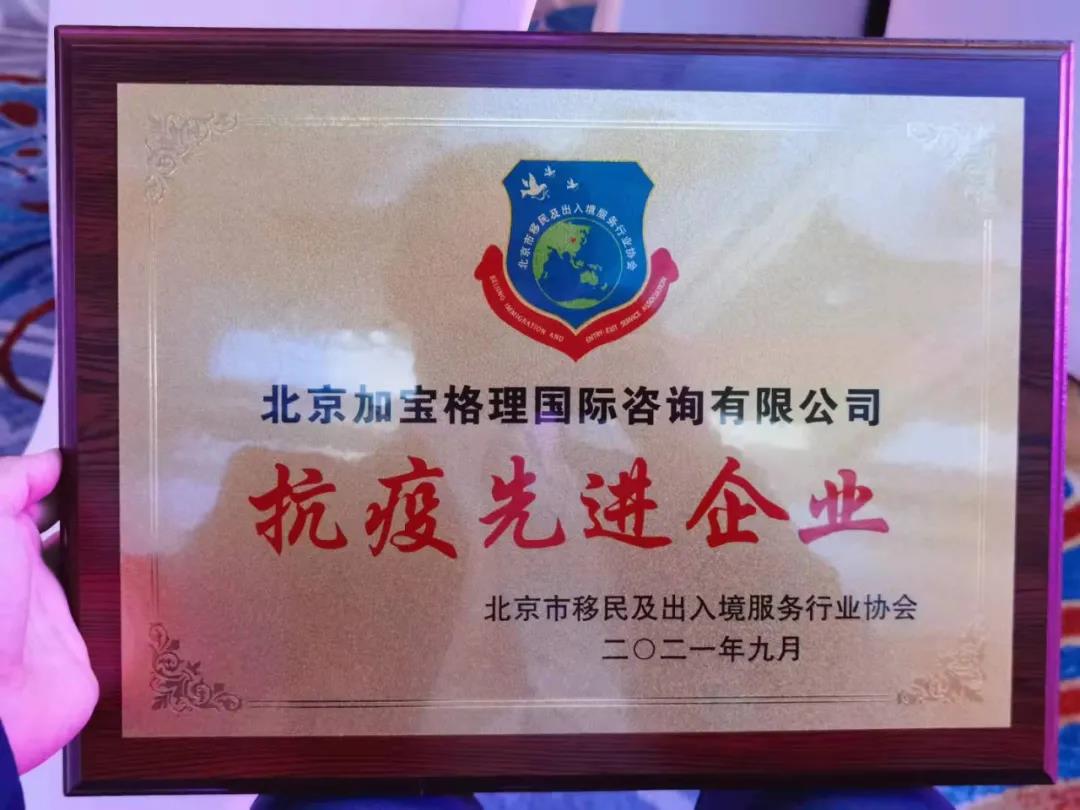 北京市移民及出入境服务行业协会
BEIJING IMMIGRATION AND ENTRY-EXIT SERVICE ASSOCIATION
北京加宝格理国际咨询有限公司
抗疫先进企业
北京市移民及出入境服务行业协会
二〇二一年九月